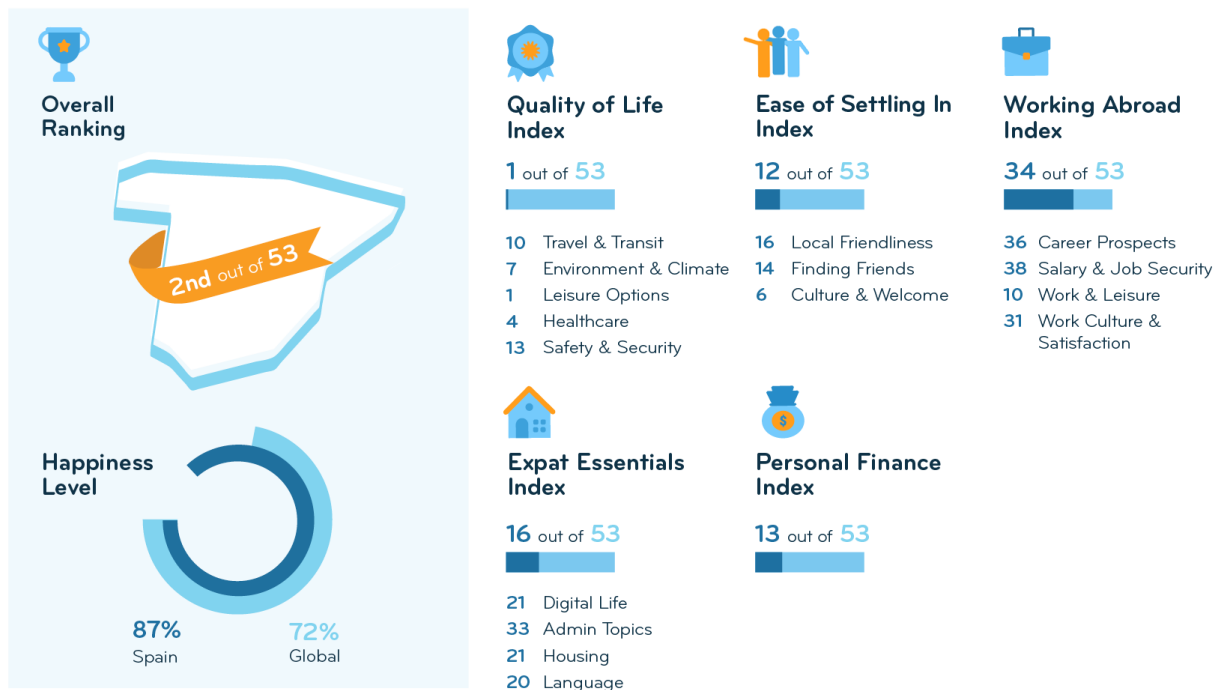 Overall
Ranking
2nd out of 53
Happiness
Level
87%
Spain
72%
Global
Quality of Life
Index
1 out of 53
10 Travel & Transit
7 Environment & Climate
1 Leisure Options
4 Healthcare
13 Safety & Security
Ease of Settling In
Index
12 out of 53
16 Local Friendliness
14 Finding Friends
6 Culture & Welcome
Working Abroad
Index
34 out of 53
36 Career Prospects
38 Salary & Job Security
10 Work & Leisure
31 Work Culture &
Satisfaction
Expat Essentials
Index
16 out of 53
21 Digital Life
33 Admin Topics
21 Housing
20 Language
Personal Finance
Index
13 out of 53
$